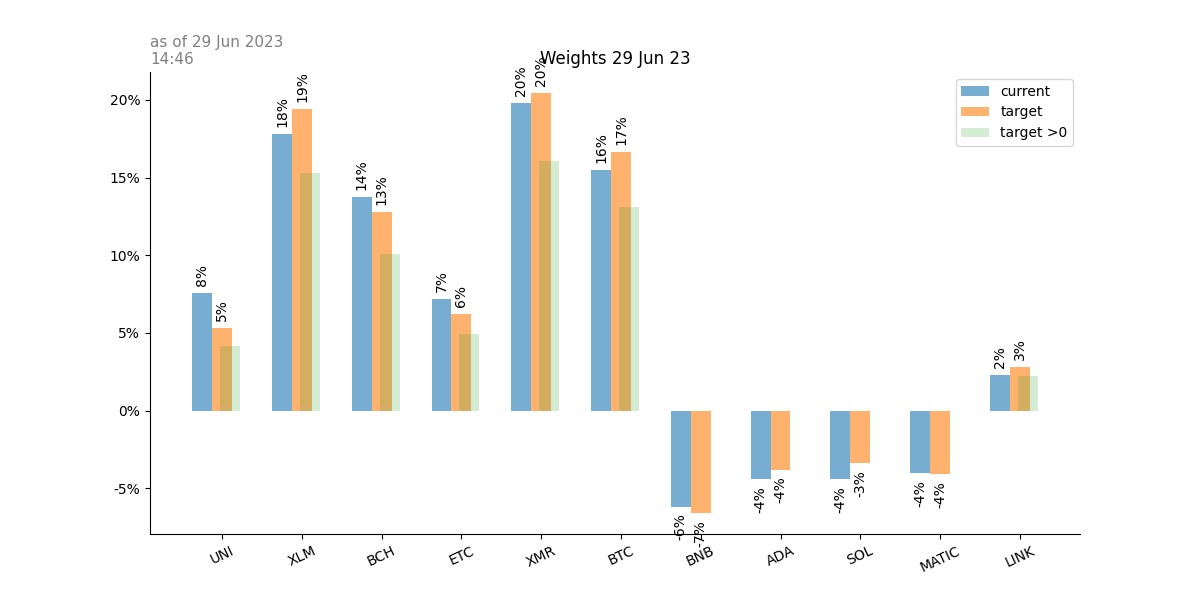 as of 29 Jun 2023
14:46
Weights 29 Jun 23
current
target
target >0
20%
15%
10%
5%
0%
-5%
8%
5%
18%
19%
14%
13%
7%
6%
20%
20%
16%
17%
-6%
-7%
-4%
-4%
-4%
-3%
-4%
-4%
2%
3%
UNI
XLM
BCH
ETC
XMR
BTC
BNB
ADA
SOL
MATIC
LINK